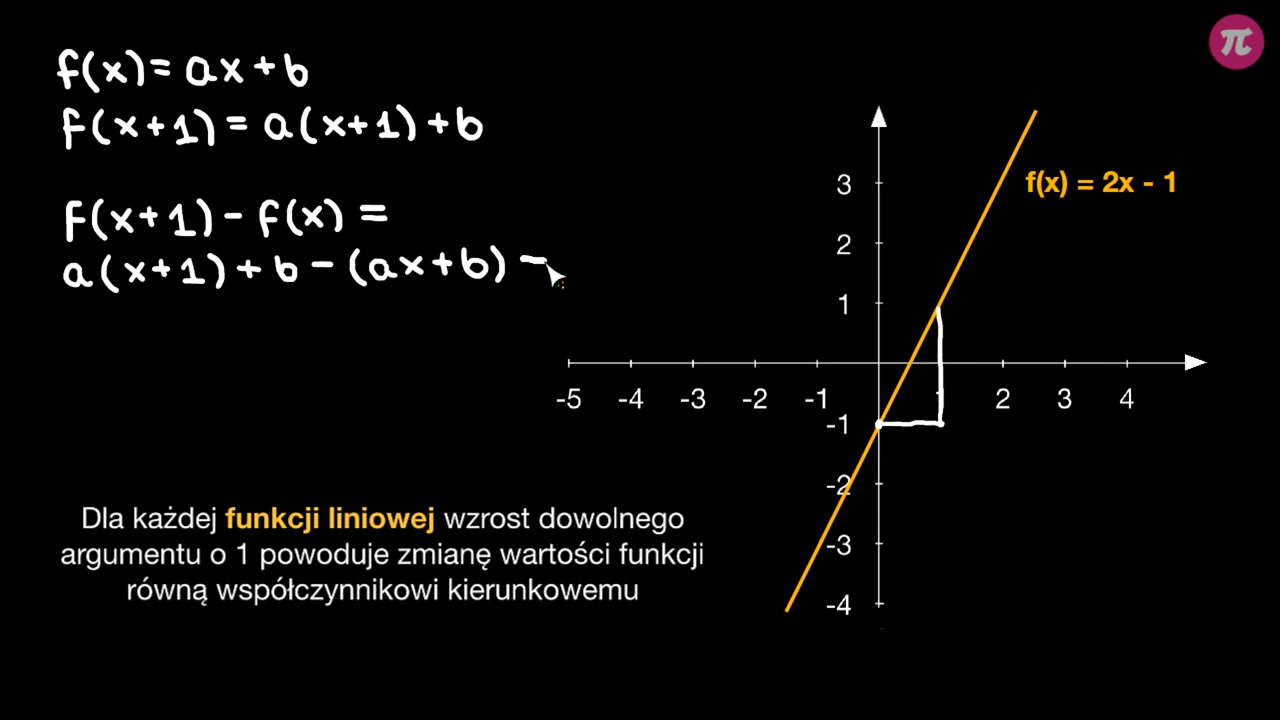 f(x) = ax+b
f(x+1) = a(x+1)+b
f(x+1) - f(x) =
a(x+1) + b - (ax+b) -
π
f(x) = 2x - 1
3
2
1
-5 -4 -3 -2 -1 2 3 4
-1
-2
-3
-4
Dla każdej funkcji liniowej wzrost dowolnego
argumentu o 1 powoduje zmianę wartości funkcji
równą współczynnikowi kierunkowemu